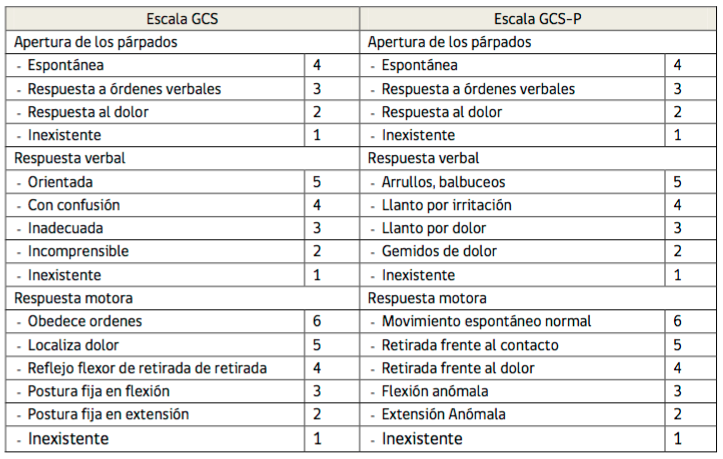 Escala GCS Escala GCS-P
Apertura de los párpados Apertura de los párpados
- Espontánea 4 - Espontánea 4
- Respuesta a órdenes verbales 3 - Respuesta a órdenes verbales 3
- Respuesta al dolor 2 - Respuesta al dolor 2
- Inexistente 1 - Inexistente 1
Respuesta verbal Respuesta verbal
- Orientada 5 - Arrullos, balbuceos 5
- Con confusión 4 - Llanto por irritación 4
- Inadecuada 3 - Llanto por dolor 3
- Incomprensible 2 - Gemidos de dolor 2
- Inexistente 1 - Inexistente 1
Respuesta motora Respuesta motora
- Obedece ordenes 6 - Movimiento espontáneo normal 6
- Localiza dolor 5 - Retirada frente al contacto 5
- Reflejo flexor de retirada de retirada 4 - Retirada frente al dolor 4
- Postura fija en flexión 3 - Flexión anómala 3
- Postura fija en extensión 2 - Extensión Anómala 2
- Inexistente 1 - Inexistente 1